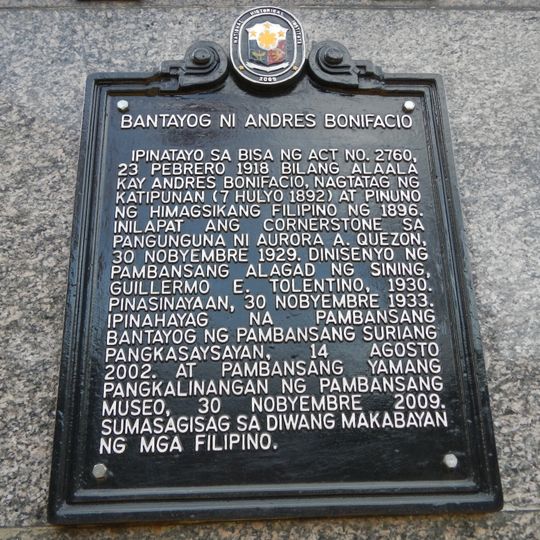 NATIONAL HISTORICAL INSTITUTE
2009
BANTAYOG NI ANDRES BONIFACIO
IPINATAYO SA BISA NG ACT NO. 2760,
23 PEBRERO 1918 BILANG ALAALA
KAY ANDRES BONIFACIO, NAGTATAG NG
KATIPUNAN (7 HULYO 1892) AT PINUNO
NG HIMAGSIKANG FILIPINO NG 1896.
INILAPAT ANG CORNERSTONE SA
PANGUNGUNA NI AURORA A. QUEZON,
30 NOBYEMBRE 1929. DINISENYO NG
PAMBANSANG ALAGAD NG SINING,
GUILLERMO E. TOLENTINO, 1930.
PINASINAYAAN, 30 NOBYEMBRE 1933.
IPINAHAYAG NA PAMBANSANG
BANTAYOG NG PAMBANSANG SURIANG
PANGKASAYSAYAN, 14 AGOSTO
2002. AT PAMBANSANG YAMANG
PANGKALINANGAN NG PAMBANSANG
MUSEO, 30 NOBYEMBRE 2009.
SUMASAGISAG SA DIWANG MAKABAYAN
NG MGA FILIPINO.